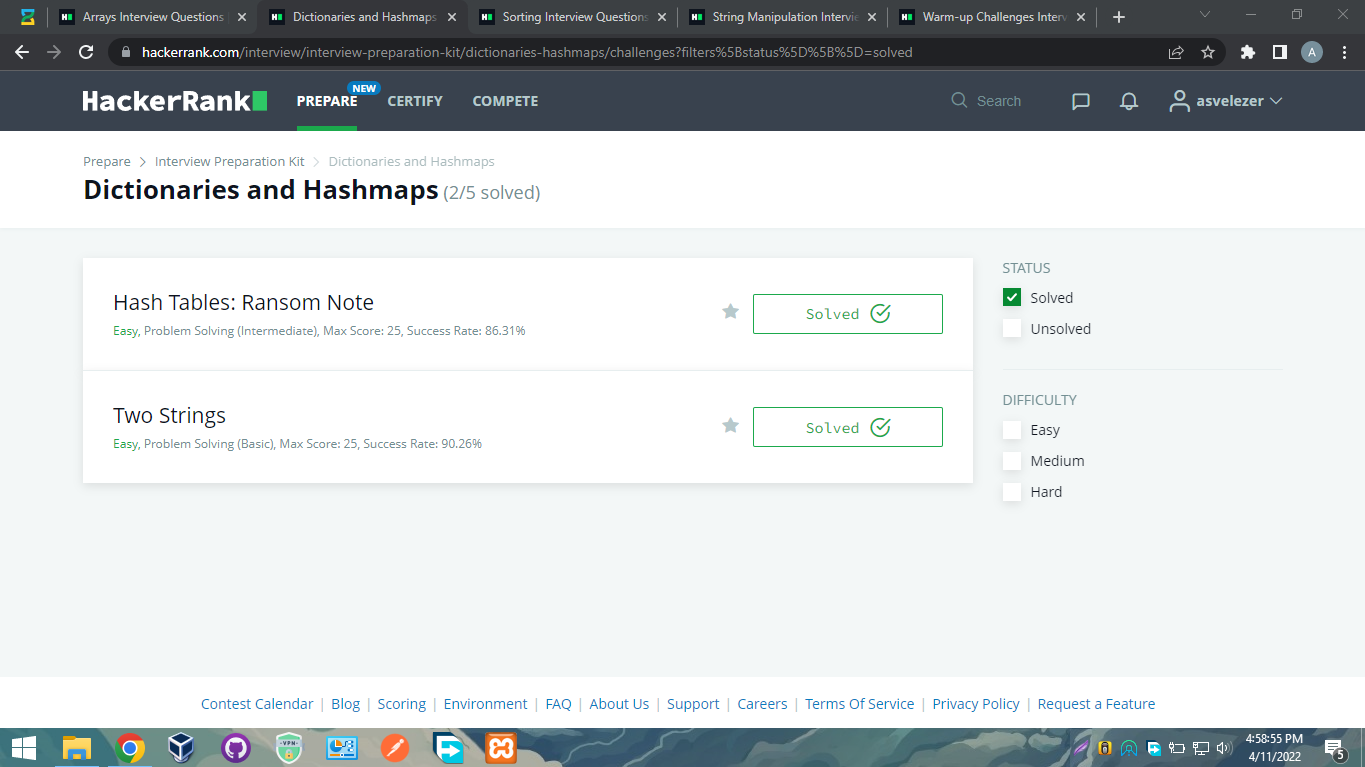 Arrays Interview Questions
Dictionaries and Hashmaps
Sorting Interview Questions
String Manipulation Intervie
Warm-up Challenges Interv
hackerrank.com/interview/interview-preparation-kit/dictionaries-hashmaps/challenges?filters%5Bstatus%5D%5B%5D=solved
A
HackerRank
PREPARE
NEW
CERTIFY
COMPETE
Search
asvelezer
Prepare > Interview Preparation Kit > Dictionaries and Hashmaps
Dictionaries and Hashmaps (2/5 solved)
Hash Tables: Ransom Note
Easy, Problem Solving (Intermediate), Max Score: 25, Success Rate: 86.31%
Solved
Two Strings
Easy, Problem Solving (Basic), Max Score: 25, Success Rate: 90.26%
Solved
STATUS
Solved
Unsolved
DIFFICULTY
Easy
Medium
Hard
Contest Calendar | Blog | Scoring | Environment | FAQ | About Us | Support | Careers | Terms Of Service | Privacy Policy | Request a Feature
VPN
4:58:55 PM
4/11/2022
5